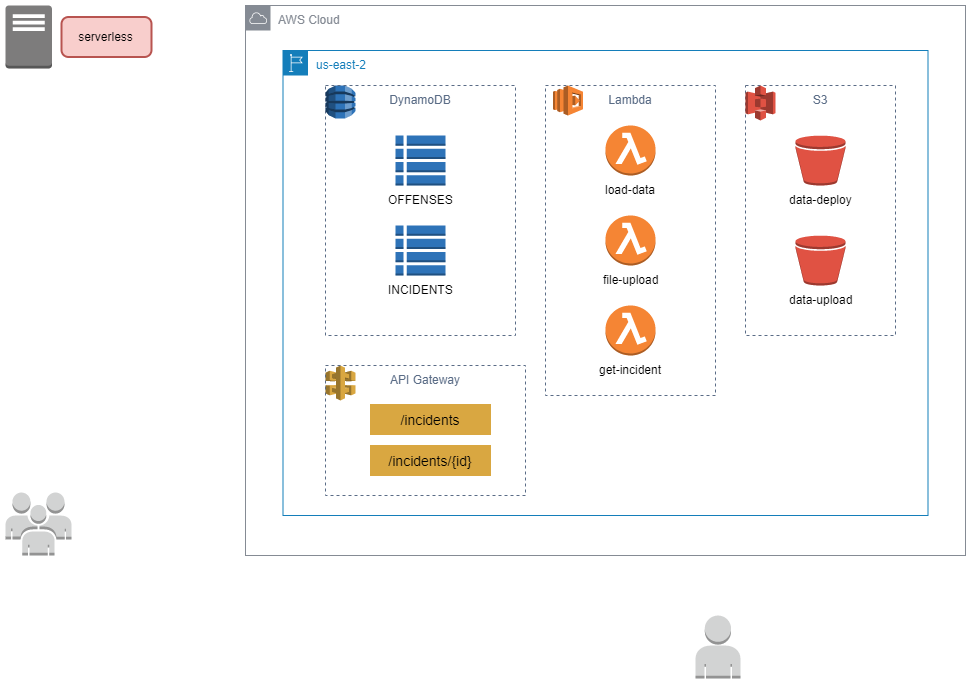 serverless
AWS Cloud
us-east-2
DynamoDB
OFFENSES
INCIDENTS
Lambda
load-data
file-upload
get-incident
S3
data-deploy
data-upload
API Gateway
/incidents
/incidents/{id}